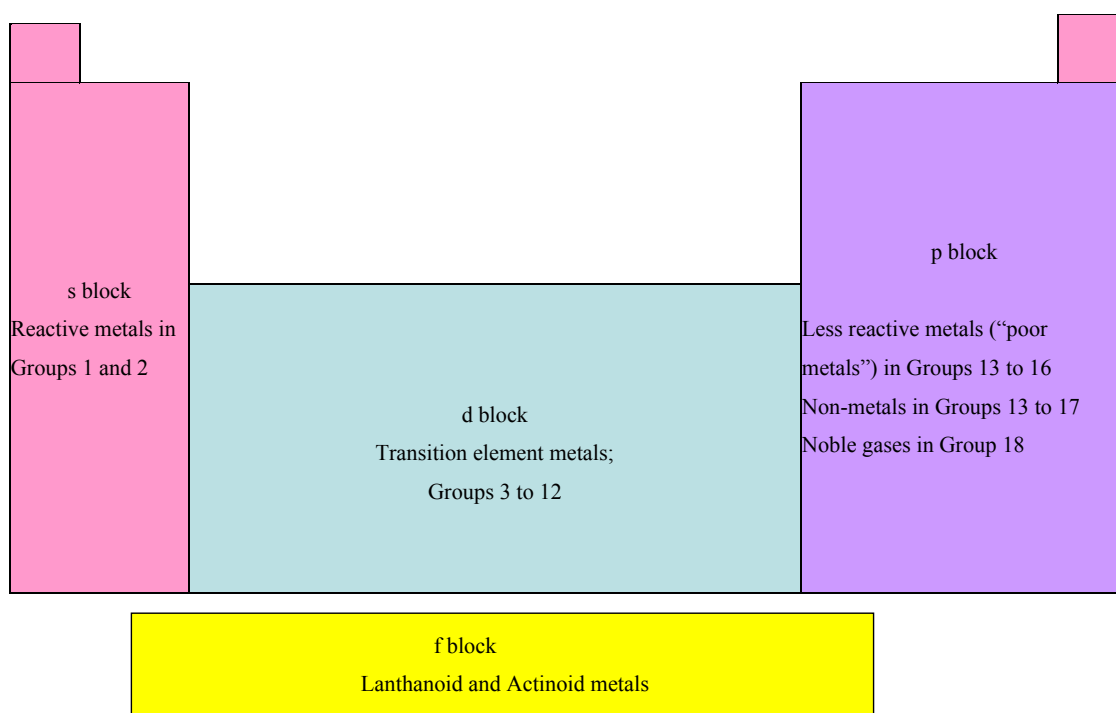 s block
Reactive metals in
Groups 1 and 2
d block
Transition element metals;
Groups 3 to 12
p block
Less reactive metals (“poor
metals”) in Groups 13 to 16
Non-metals in Groups 13 to 17
Noble gases in Group 18
f block
Lanthanoid and Actinoid metals